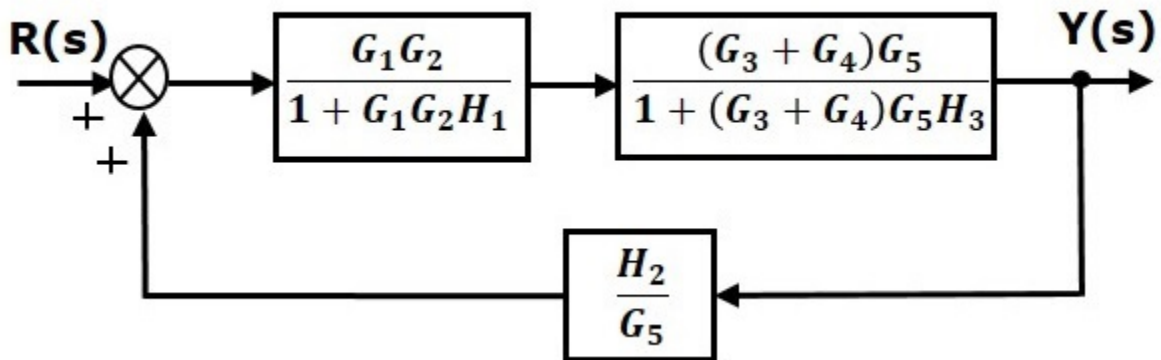 R(s)
+
+
G₁G₂
1 + G₁G₂H₁
(G₃ + G₄)G₅
1 + (G₃ + G₄)G₅H₃
Y(s)
H₂
G₅